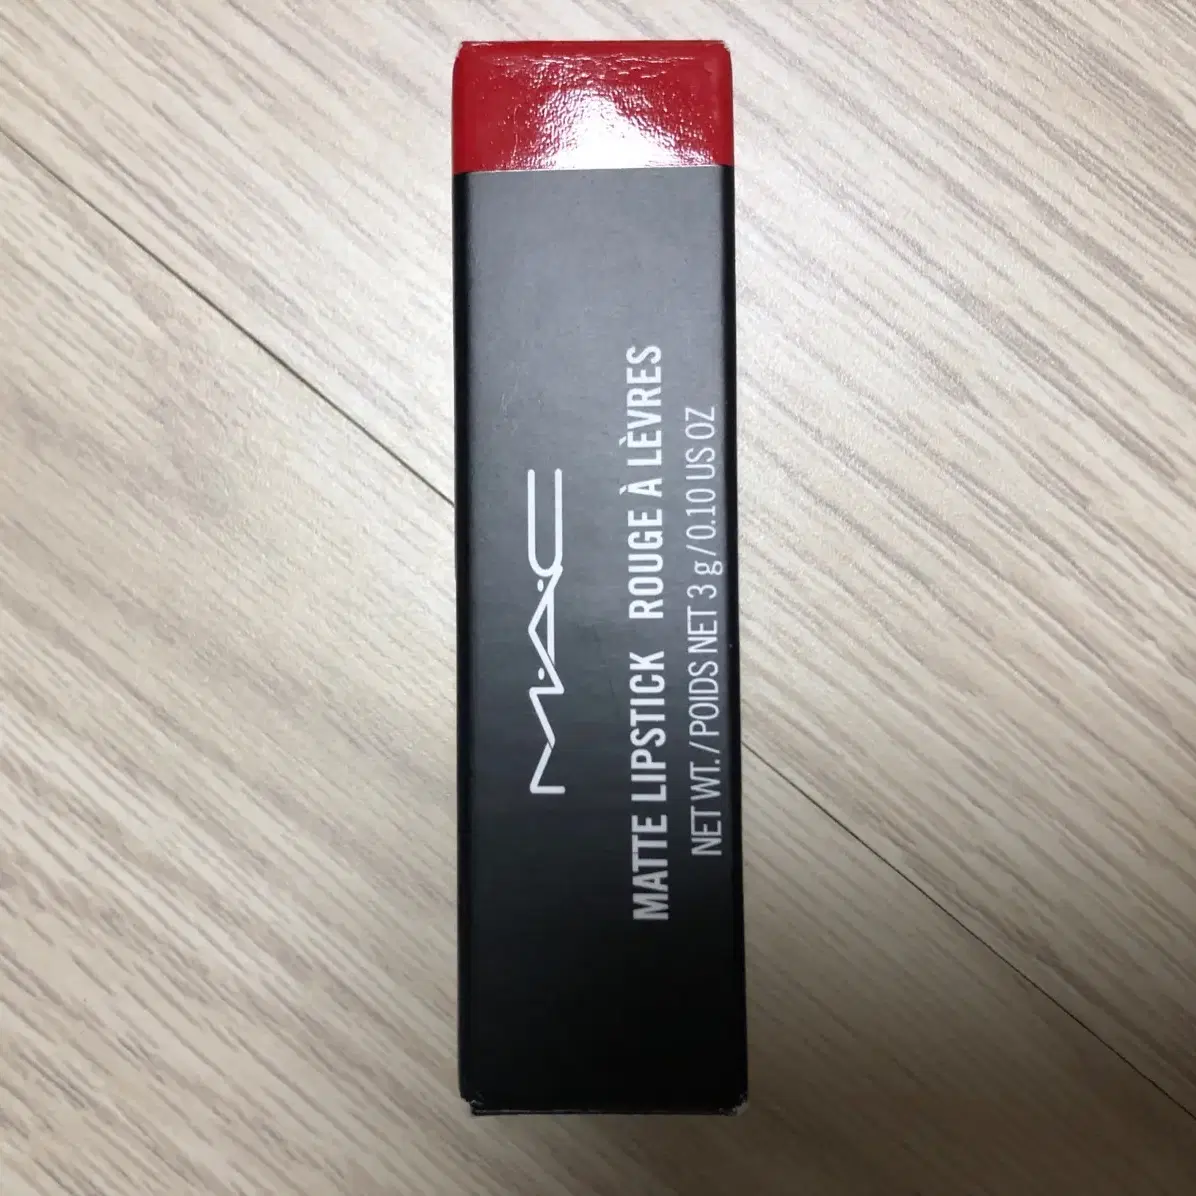 M·A·C
MATTE LIPSTICK ROUGE À LÈVRES
NET WT. / POIDS NET 3 g / 0.10 US OZ